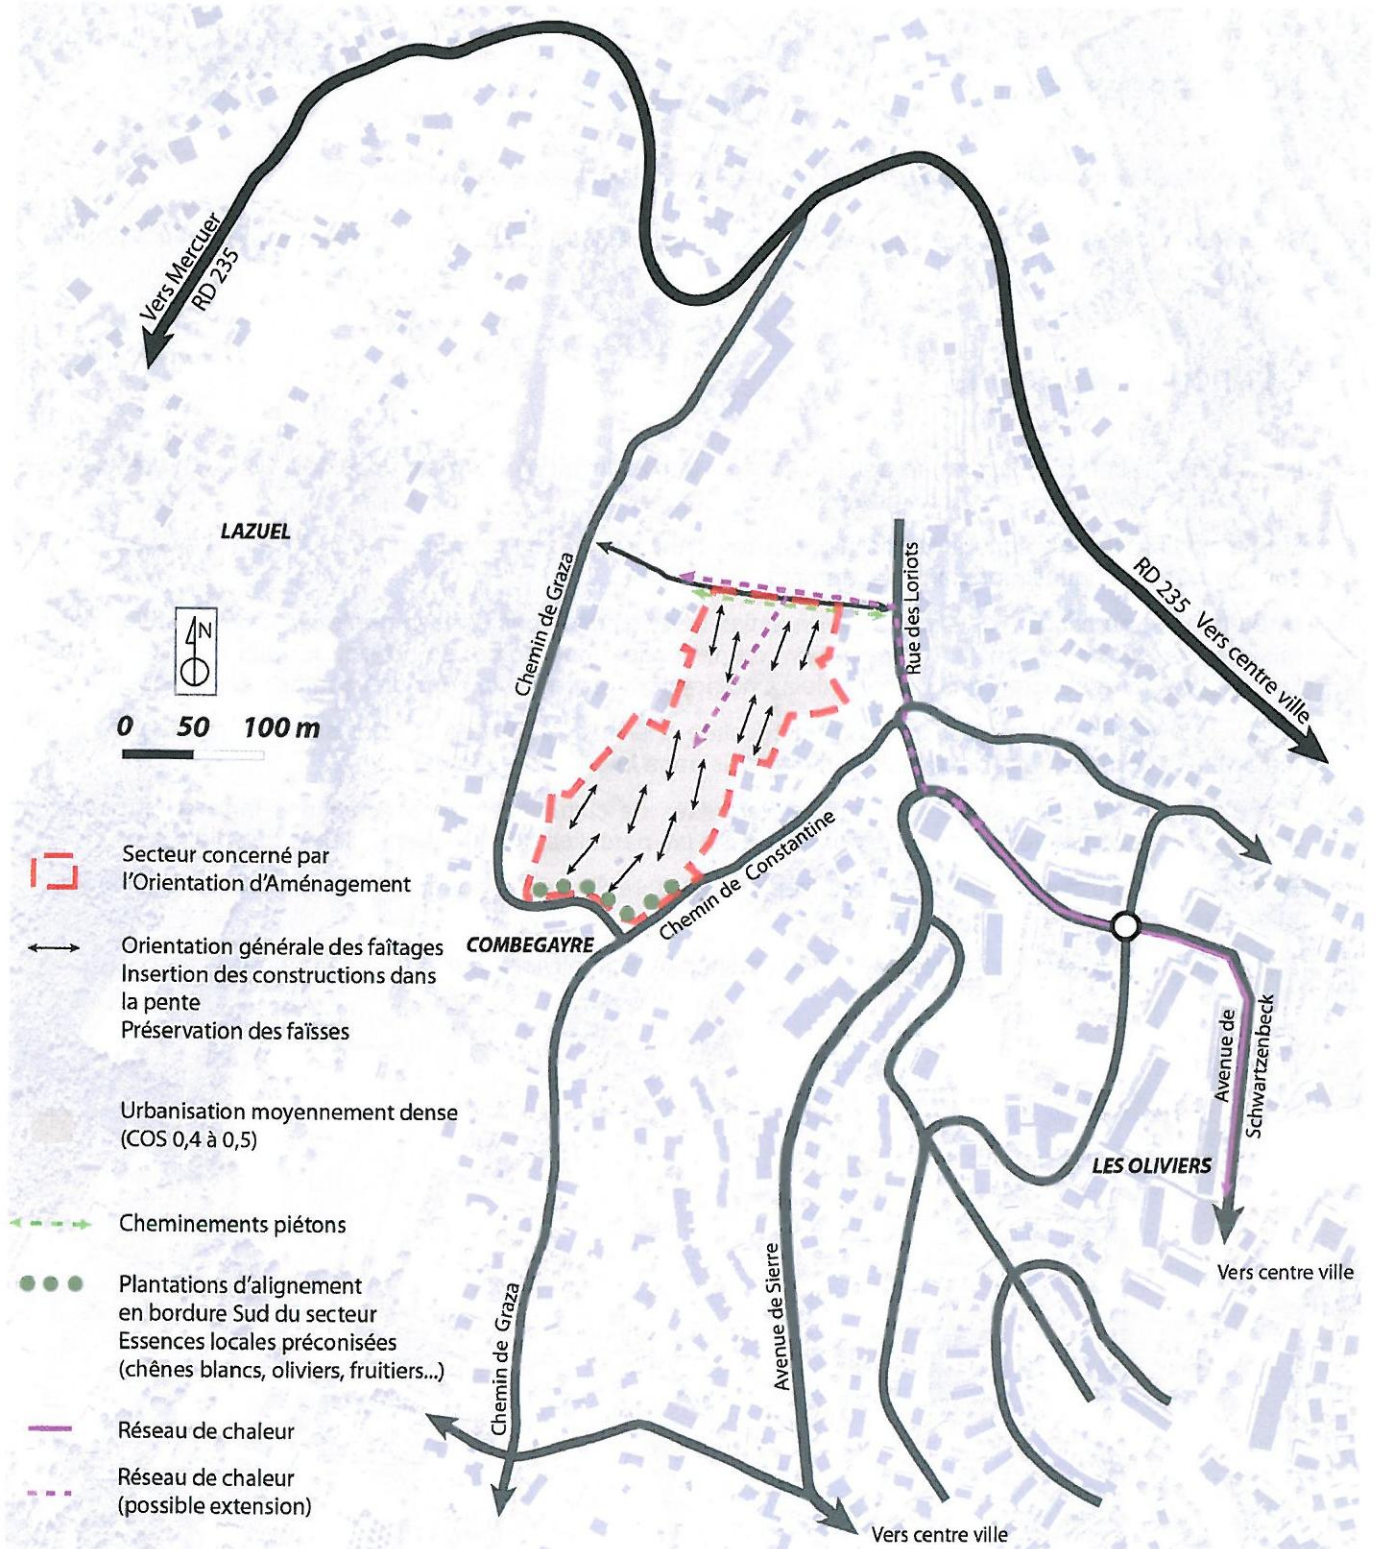 Vers Mercuer
RD 235
LAZUEL
N
0 50 100 m
Chemin de Graza
Rue des Loriots
RD 235 Vers centre ville
Secteur concerné par
l'Orientation d'Aménagement
Chemin de Constantine
COMBEGAYRE
Orientation générale des faîtages
Insertion des constructions dans
la pente
Préservation des faïsses
Avenue de
Schwartzenbeck
Urbanisation moyennement dense
(COS 0,4 à 0,5)
LES OLIVIERS
Cheminements piétons
Vers centre ville
Plantations d'alignement
en bordure Sud du secteur
Essences locales préconisées
(chênes blancs, oliviers, fruitiers...)
Chemin de Graza
Avenue de Sierre
Réseau de chaleur
Réseau de chaleur
(possible extension)
Vers centre ville